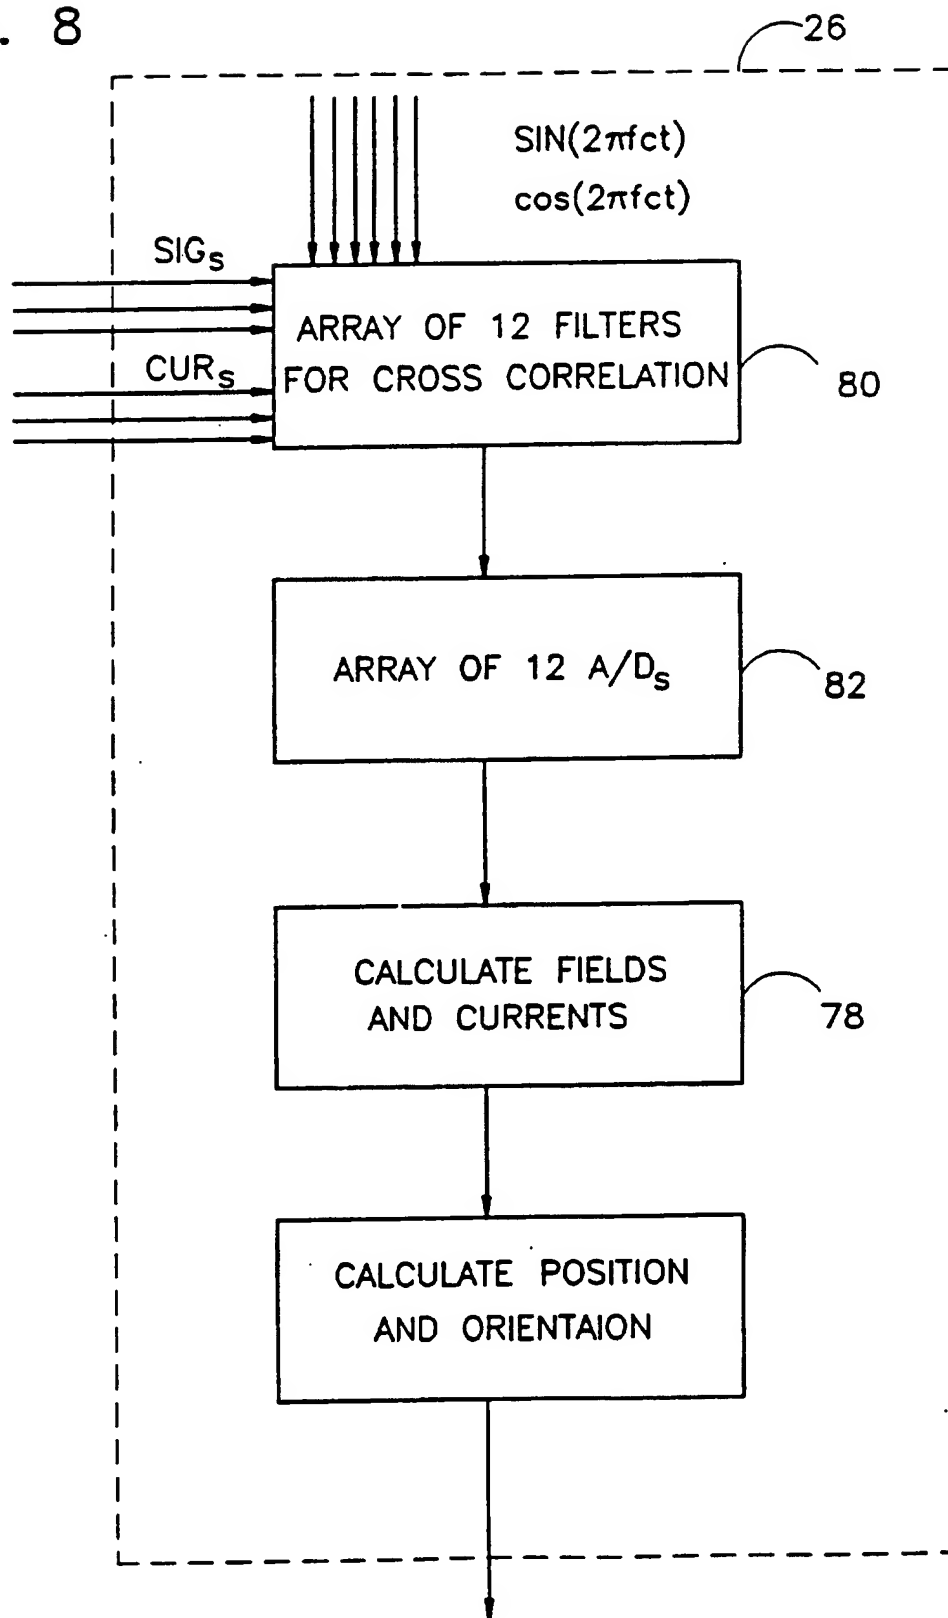 . 8
26
SIN(2πfct)
cos(2πfct)
SIGs
ARRAY OF 12 FILTERS
FOR CROSS CORRELATION
CURs
80
ARRAY OF 12 A/Ds
82
CALCULATE FIELDS
AND CURRENTS
78
CALCULATE POSITION
AND ORIENTAION